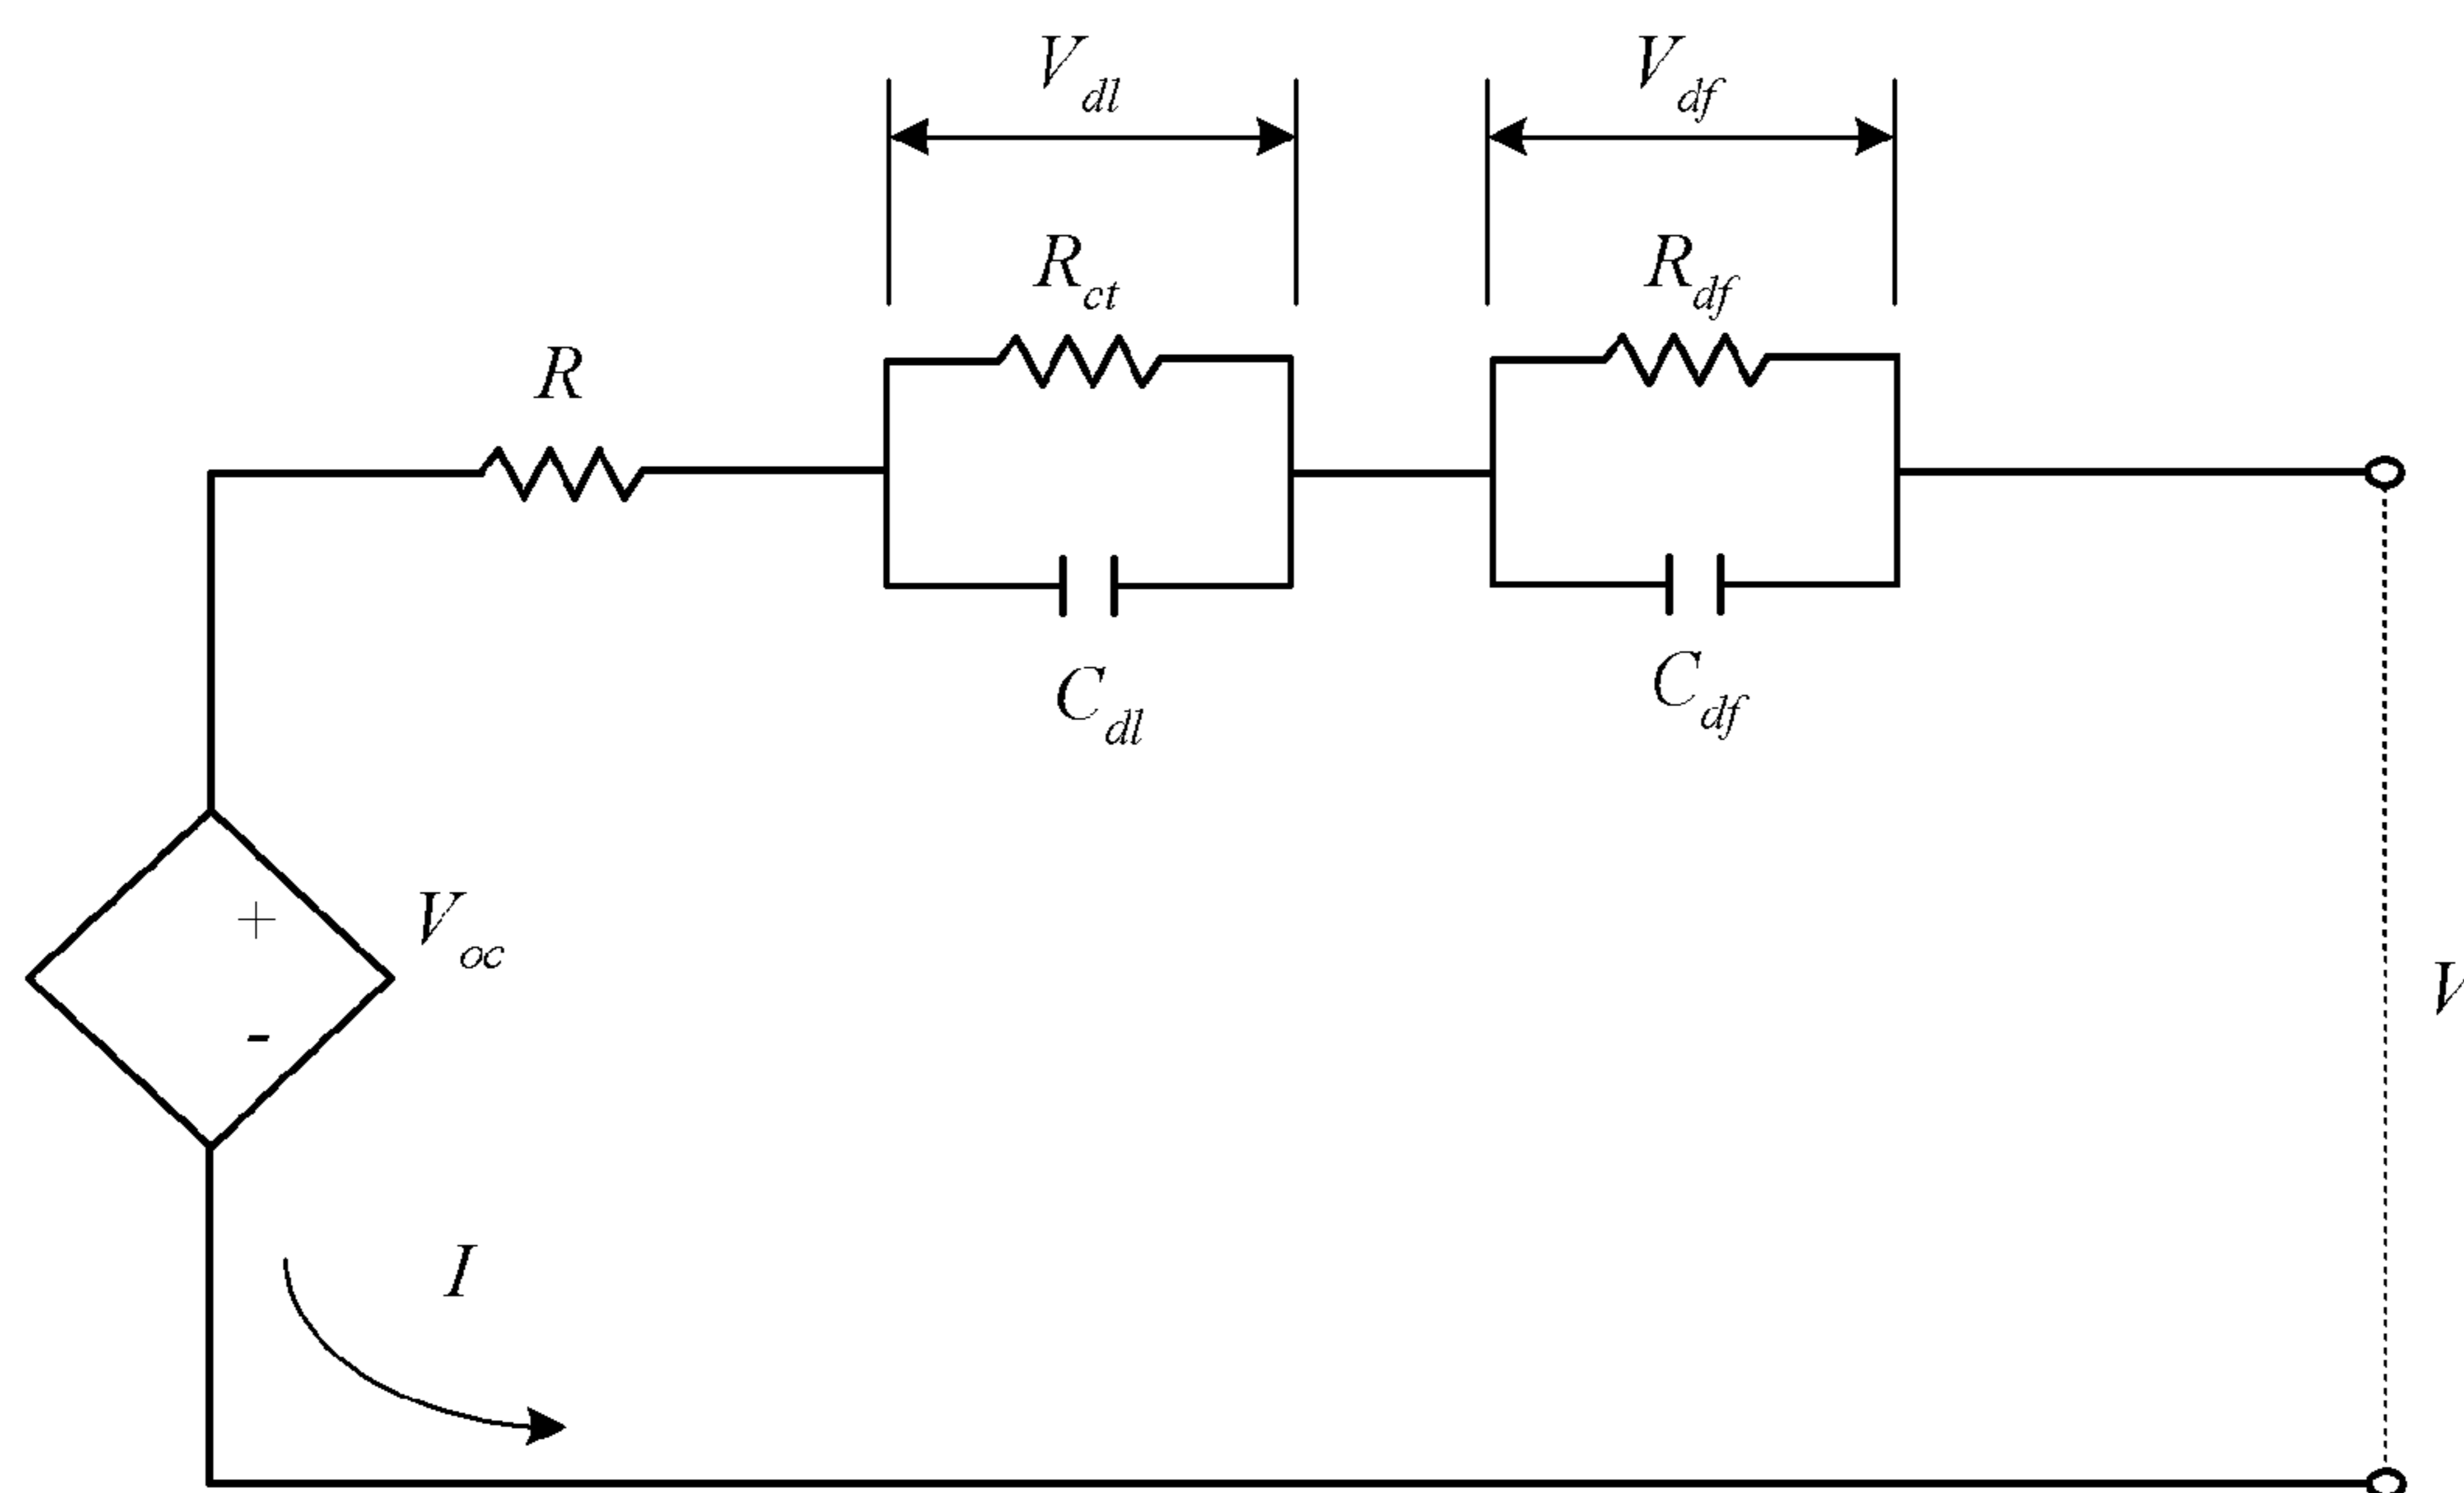 V_dl
V_df
R_ct
R_df
R
C_dl
C_df
+
V_oc
-
V
I